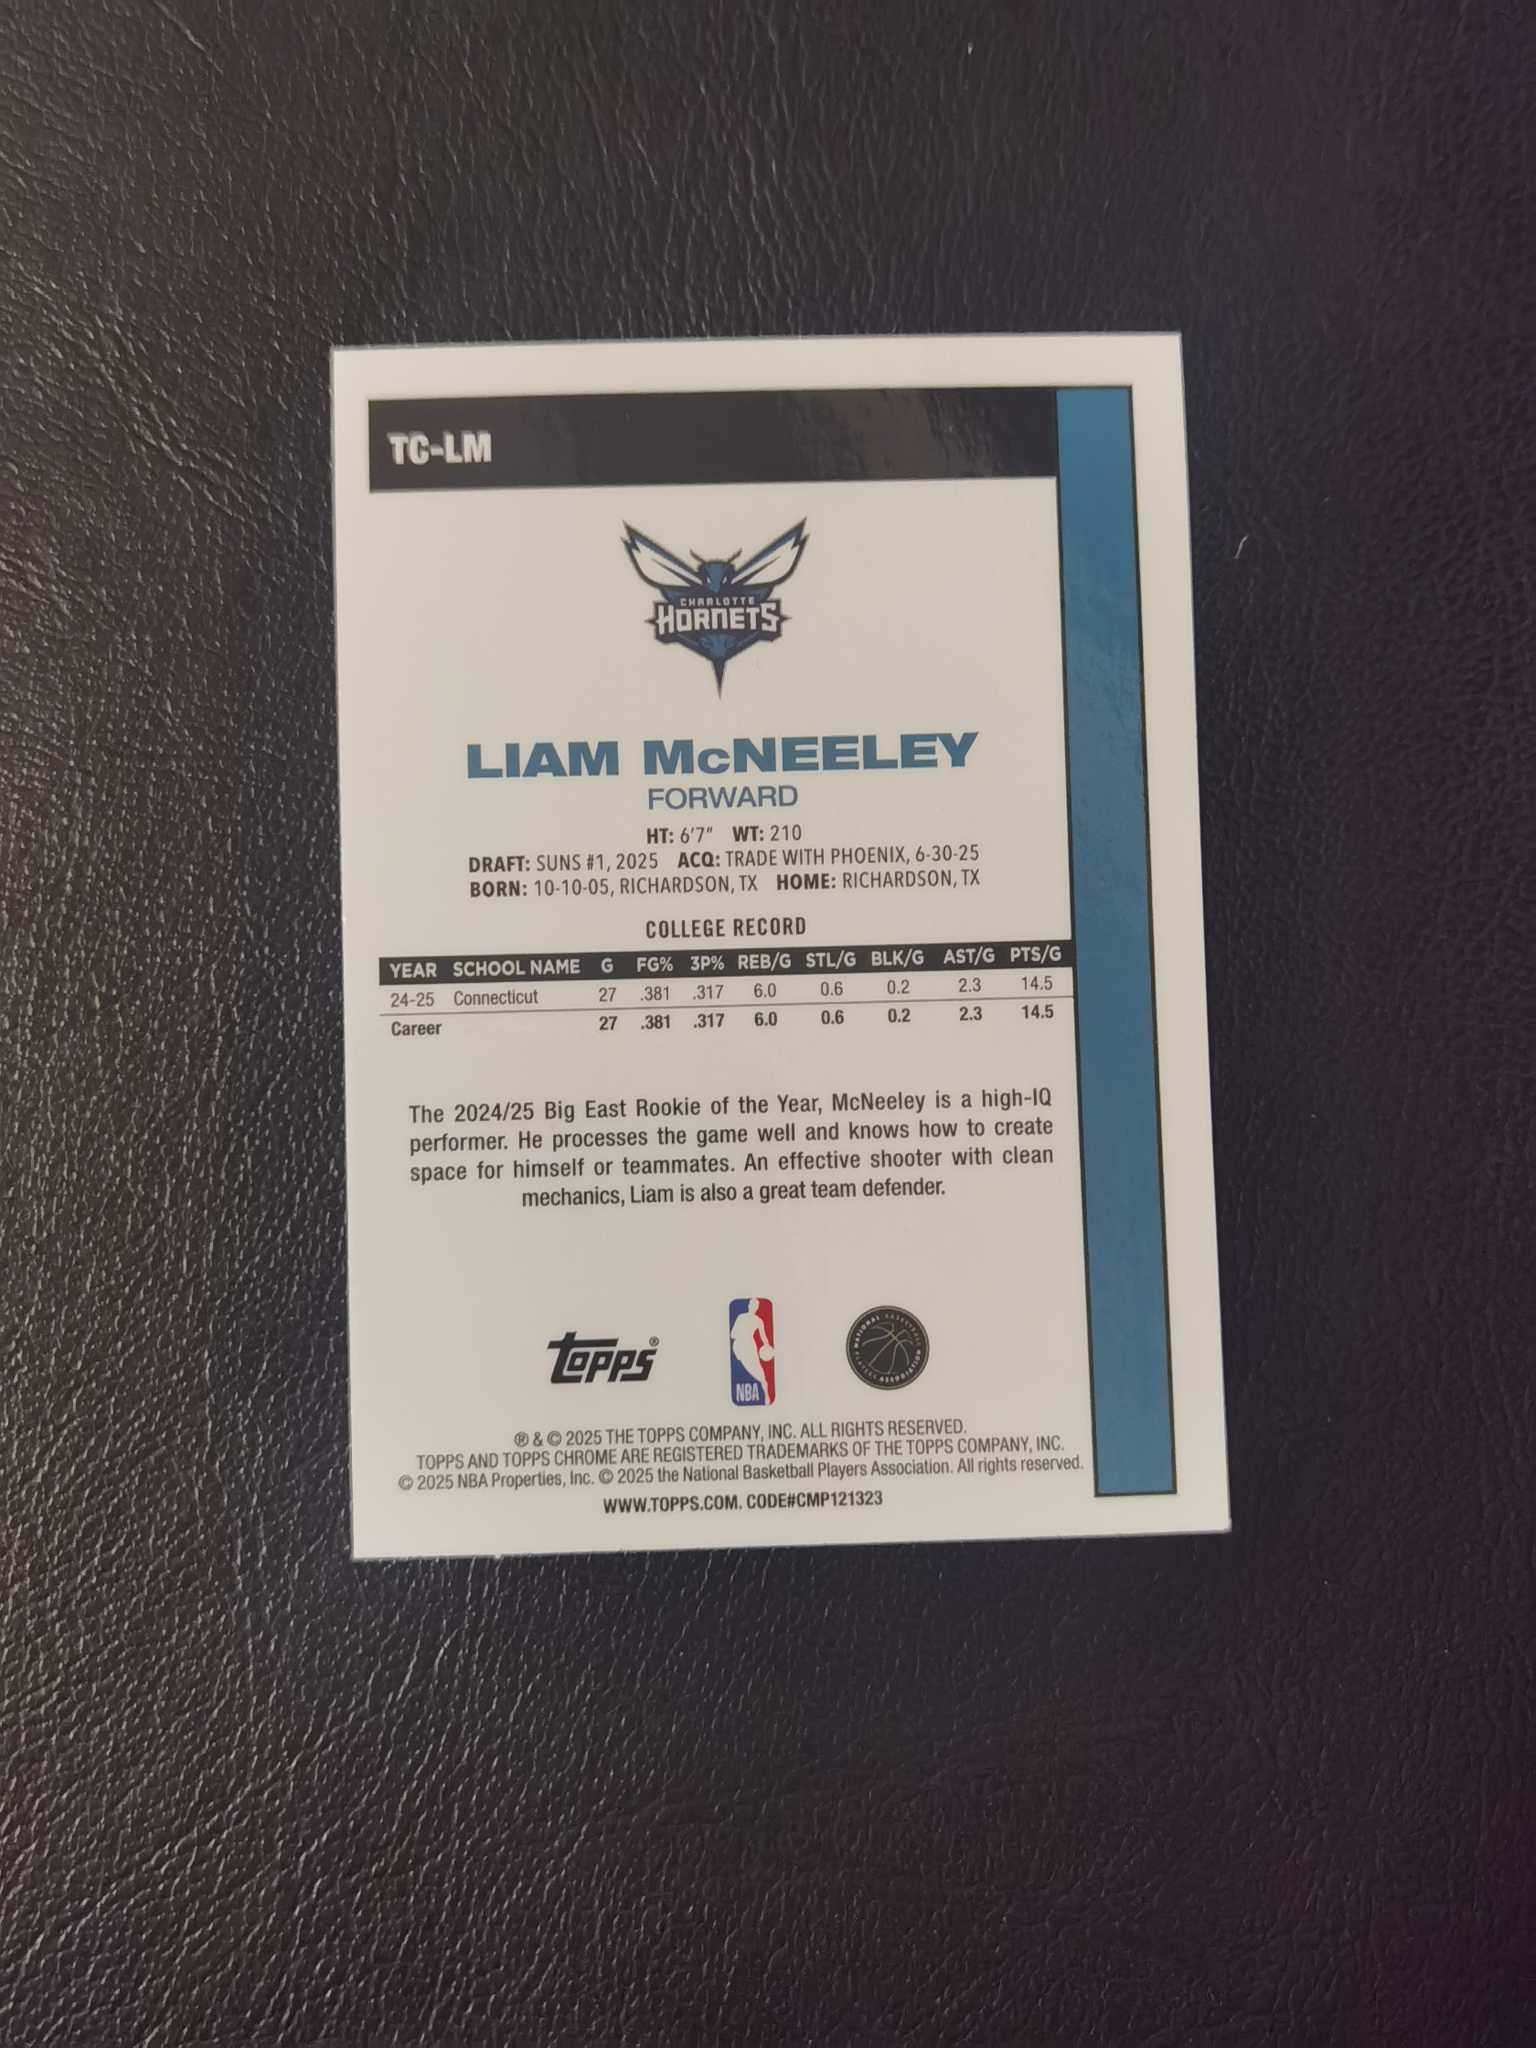 TC-LM
CHARLOTTE
HORNETS
LIAM McNEELEY
FORWARD
HT: 6'7" WT: 210
DRAFT: SUNS #1, 2025 ACQ: TRADE WITH PHOENIX, 6-30-25
BORN: 10-10-05, RICHARDSON, TX HOME: RICHARDSON, TX
COLLEGE RECORD
YEAR SCHOOL NAME G FG% 3P% REB/G STL/G BLK/G AST/G PTS/G
24-25 Connecticut 27 .381 .317 6.0 0.6 0.2 2.3 14.5
Career 27 .381 .317 6.0 0.6 0.2 2.3 14.5
The 2024/25 Big East Rookie of the Year, McNeeley is a high-IQ
performer. He processes the game well and knows how to create
space for himself or teammates. An effective shooter with clean
mechanics, Liam is also a great team defender.
topps®
NBA
NATIONAL BASKETBALL
PLAYERS ASSOCIATION
® & © 2025 THE TOPPS COMPANY, INC. ALL RIGHTS RESERVED.
TOPPS AND TOPPS CHROME ARE REGISTERED TRADEMARKS OF THE TOPPS COMPANY, INC.
© 2025 NBA Properties, Inc. © 2025 the National Basketball Players Association. All rights reserved.
WWW.TOPPS.COM. CODE#CMP121323